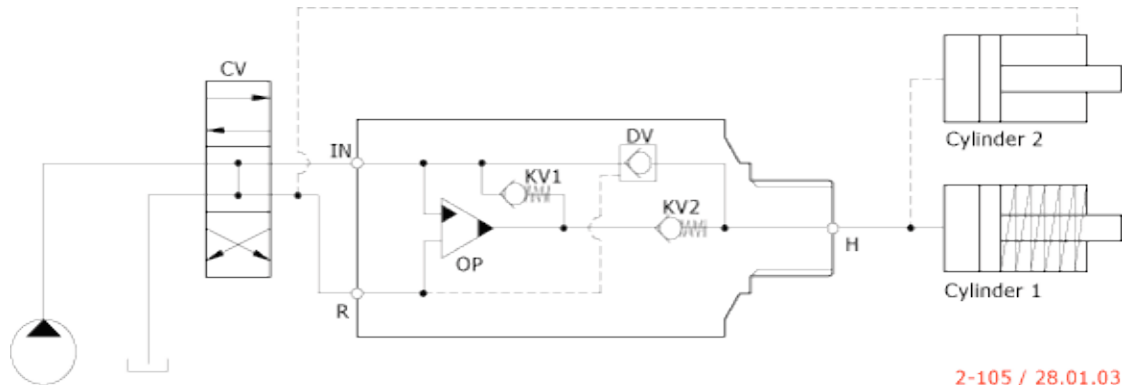 CV
IN
DV
KV1
KV2
OP
R
H
Cylinder 2
Cylinder 1
2-105 / 28.01.03